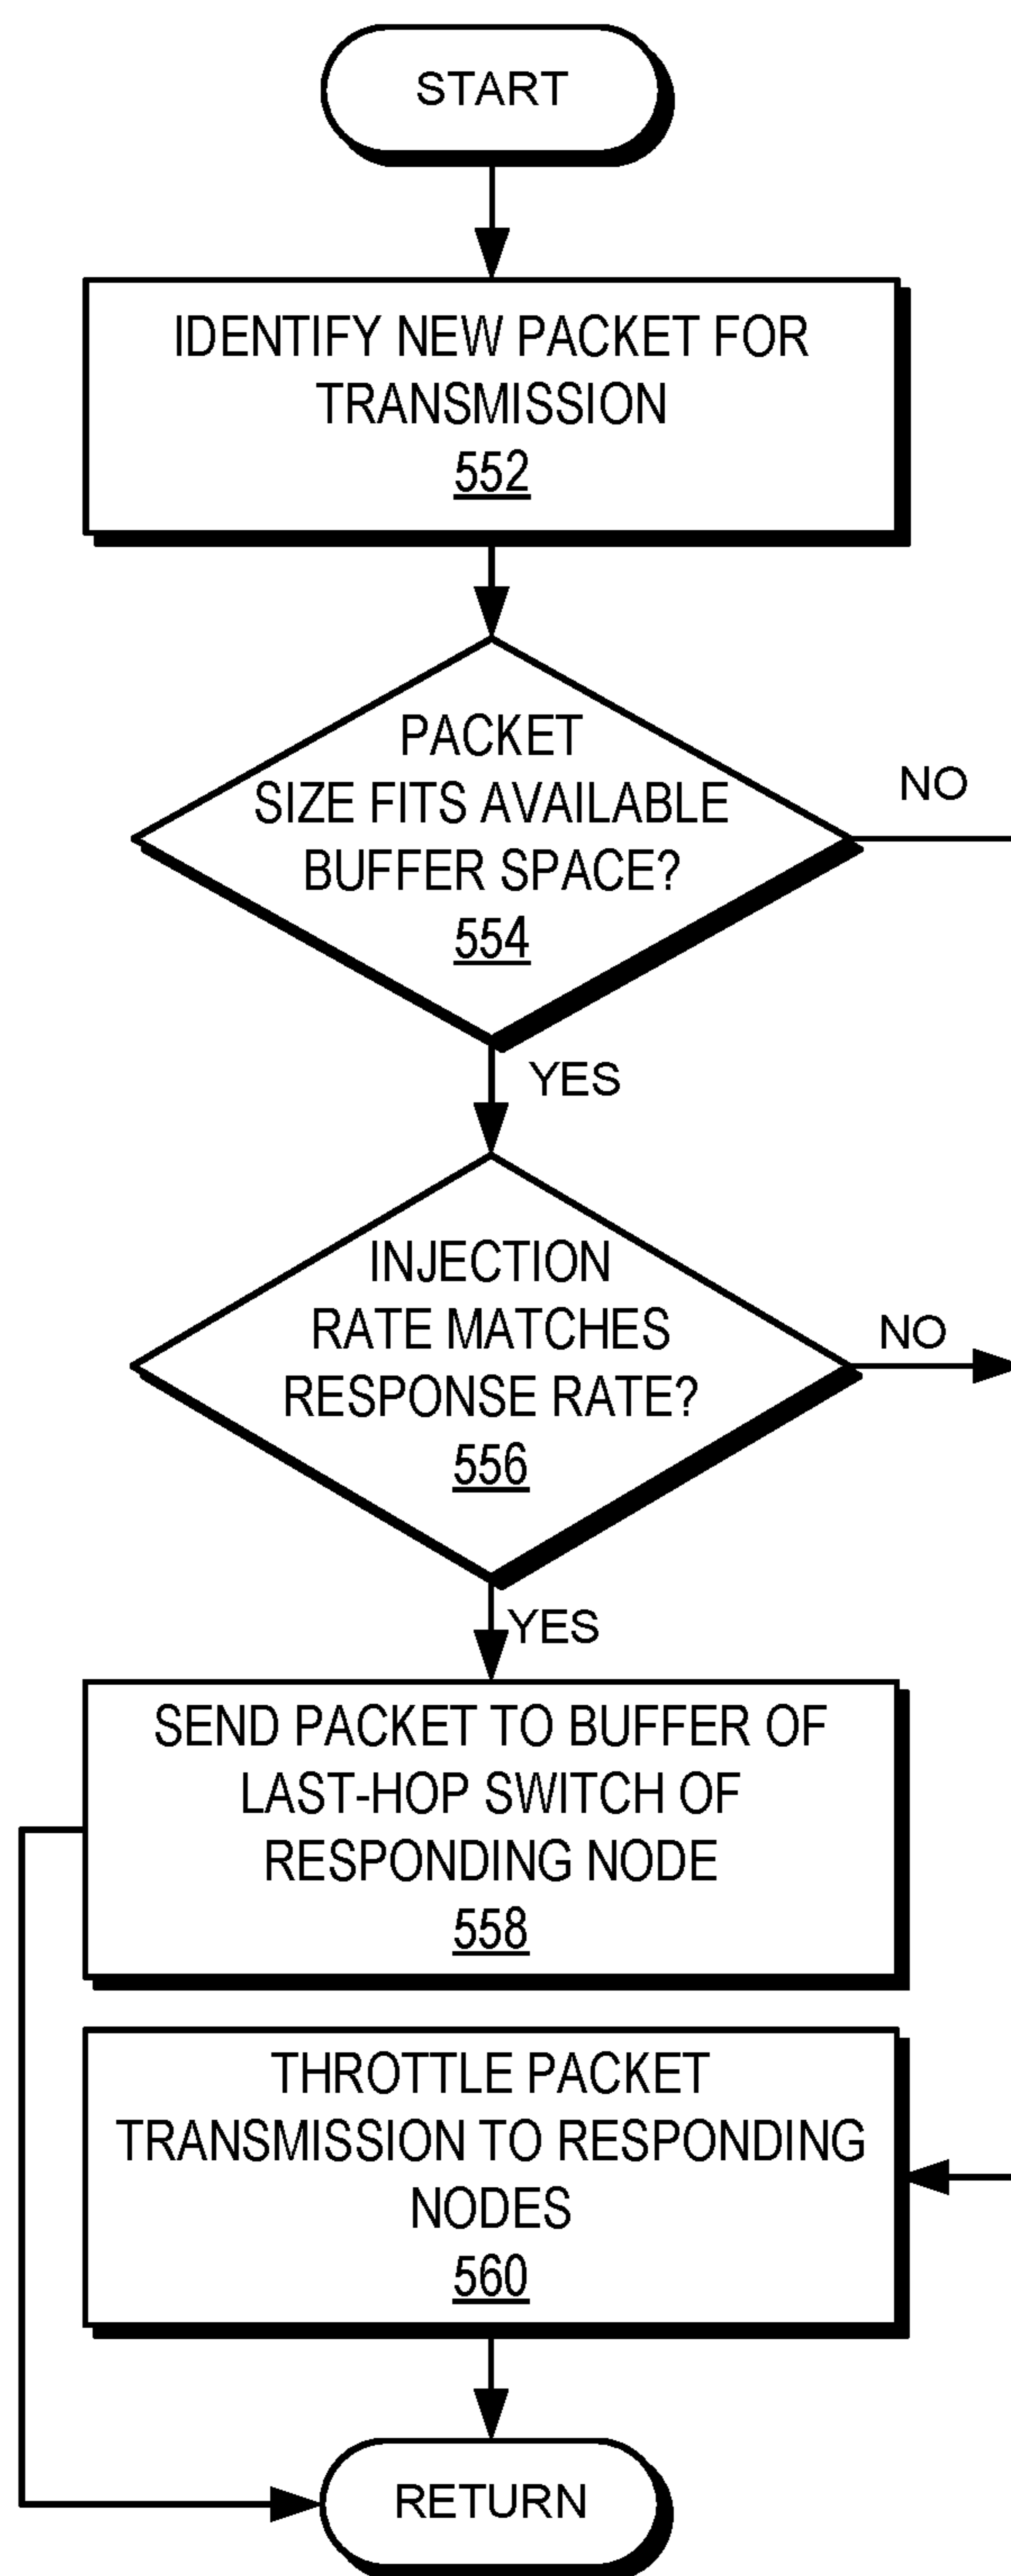 START
IDENTIFY NEW PACKET FOR
TRANSMISSION
552
PACKET
SIZE FITS AVAILABLE
BUFFER SPACE?
554
NO
YES
INJECTION
RATE MATCHES
RESPONSE RATE?
556
NO
YES
SEND PACKET TO BUFFER OF
LAST-HOP SWITCH OF
RESPONDING NODE
558
THROTTLE PACKET
TRANSMISSION TO RESPONDING
NODES
560
RETURN